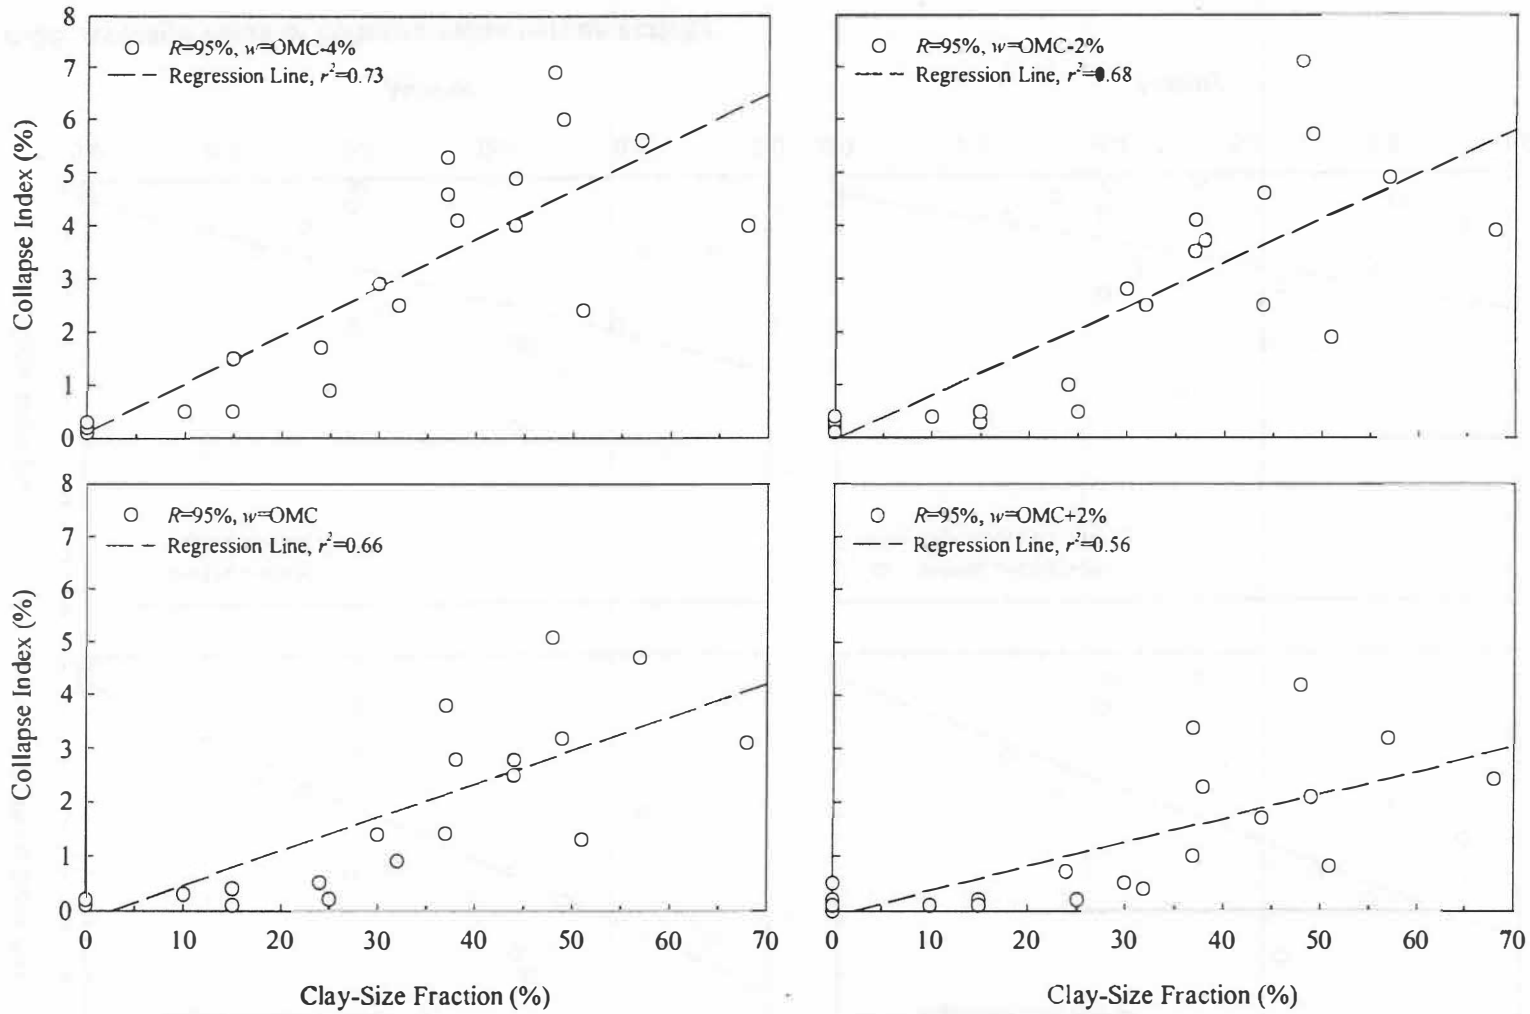 8
R=95%, w=OMC-4%
Regression Line, r²=0.73
7
6
5
4
3
2
1
0
Collapse Index (%)
R=95%, w=OMC-2%
Regression Line, r²=0.68
8
R=95%, w=OMC
Regression Line, r²=0.66
7
6
5
4
3
2
1
0
Collapse Index (%)
0 10 20 30 40 50 60 70
Clay-Size Fraction (%)
R=95%, w=OMC+2%
Regression Line, r²=0.56
0 10 20 30 40 50 60 70
Clay-Size Fraction (%)